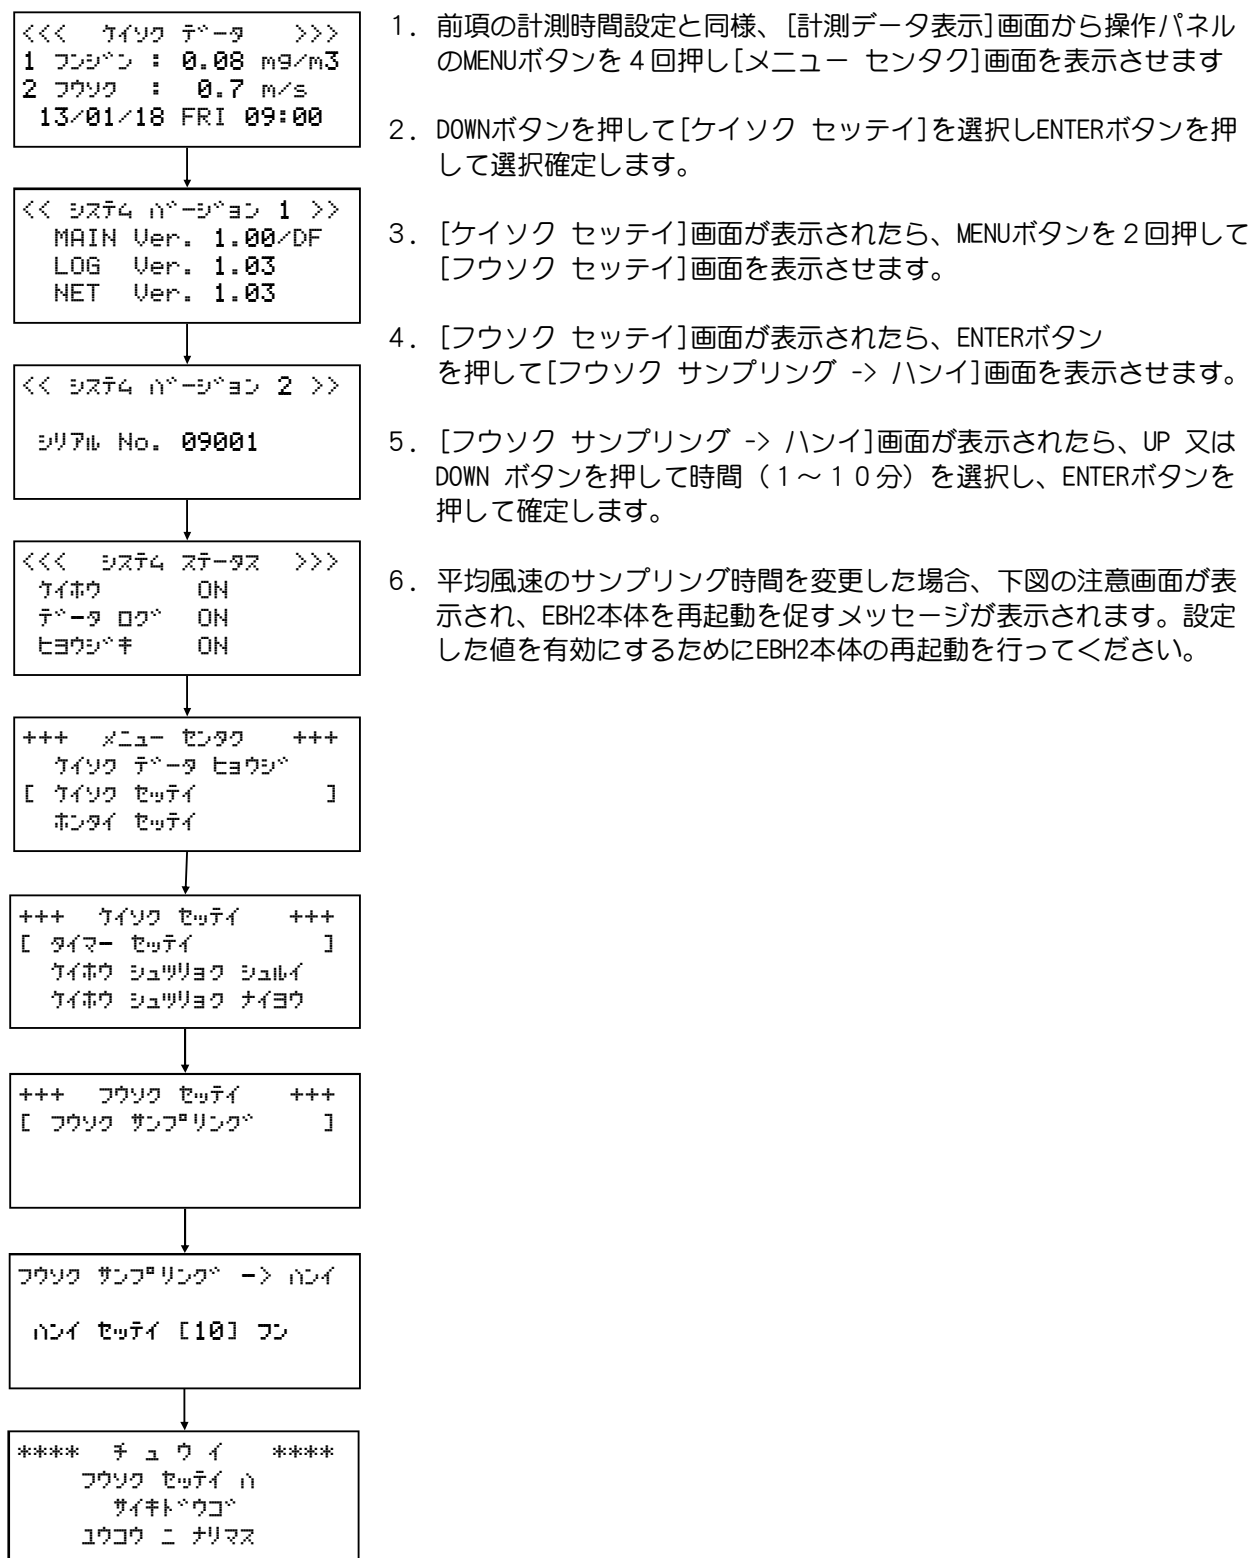 <<< ケイソク データ >>>
1 フンジン : 0.08 mg/m3
2 フウソク : 0.7 m/s
13/01/18 FRI 09:00
<< システム バージョン 1 >>
MAIN Ver. 1.00/DF
LOG Ver. 1.03
NET Ver. 1.03
<< システム バージョン 2 >>
シリアル No. 09001
<<< システム ステータス >>>
ケイホウ ON
データ ログ ON
ヒョウジキ ON
+++ メニュー センタク +++
ケイソク データ ヒョウジ
[ ケイソク セッテイ ]
ホンタイ セッテイ
+++ ケイソク セッテイ +++
[ タイマー セッテイ ]
ケイホウ シュツリョク シュルイ
ケイホウ シュツリョク ナイヨウ
+++ フウソク セッテイ +++
[ フウソク サンプリング ]
フウソク サンプリング -> ハンイ
ハンイ セッテイ [10] フン
**** チ ュ ウ イ ****
フウソク セッテイ ハ
サイキドウゴ
ユウコウ ニ ナリマス
1. 前項の計測時間設定と同様、[計測データ表示]画面から操作パネル
のMENUボタンを４回押し[メニュー センタク]画面を表示させます
2. DOWNボタンを押して[ケイソク セッテイ]を選択しENTERボタンを押
して選択確定します。
3. [ケイソク セッテイ]画面が表示されたら、MENUボタンを２回押して
[フウソク セッテイ]画面を表示させます。
4. [フウソク セッテイ]画面が表示されたら、ENTERボタン
を押して[フウソク サンプリング -> ハンイ]画面を表示させます。
5. [フウソク サンプリング -> ハンイ]画面が表示されたら、UP 又は
DOWN ボタンを押して時間（１～１０分）を選択し、ENTERボタンを
押して確定します。
6. 平均風速のサンプリング時間を変更した場合、下図の注意画面が表
示され、EBH2本体を再起動を促すメッセージが表示されます。設定
した値を有効にするためにEBH2本体の再起動を行ってください。